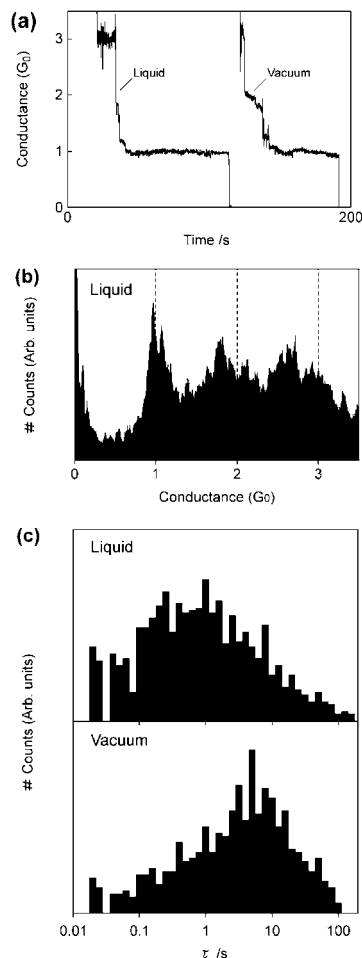 (a)
3
2
1
0
Conductance (G0)
Liquid
Vacuum
0
200
Time /s
(b)
Liquid
# Counts (Arb. units)
0
1
2
3
Conductance (G0)
(c)
Liquid
Vacuum
# Counts (Arb. units)
0.01
0.1
1
10
100
τ /s